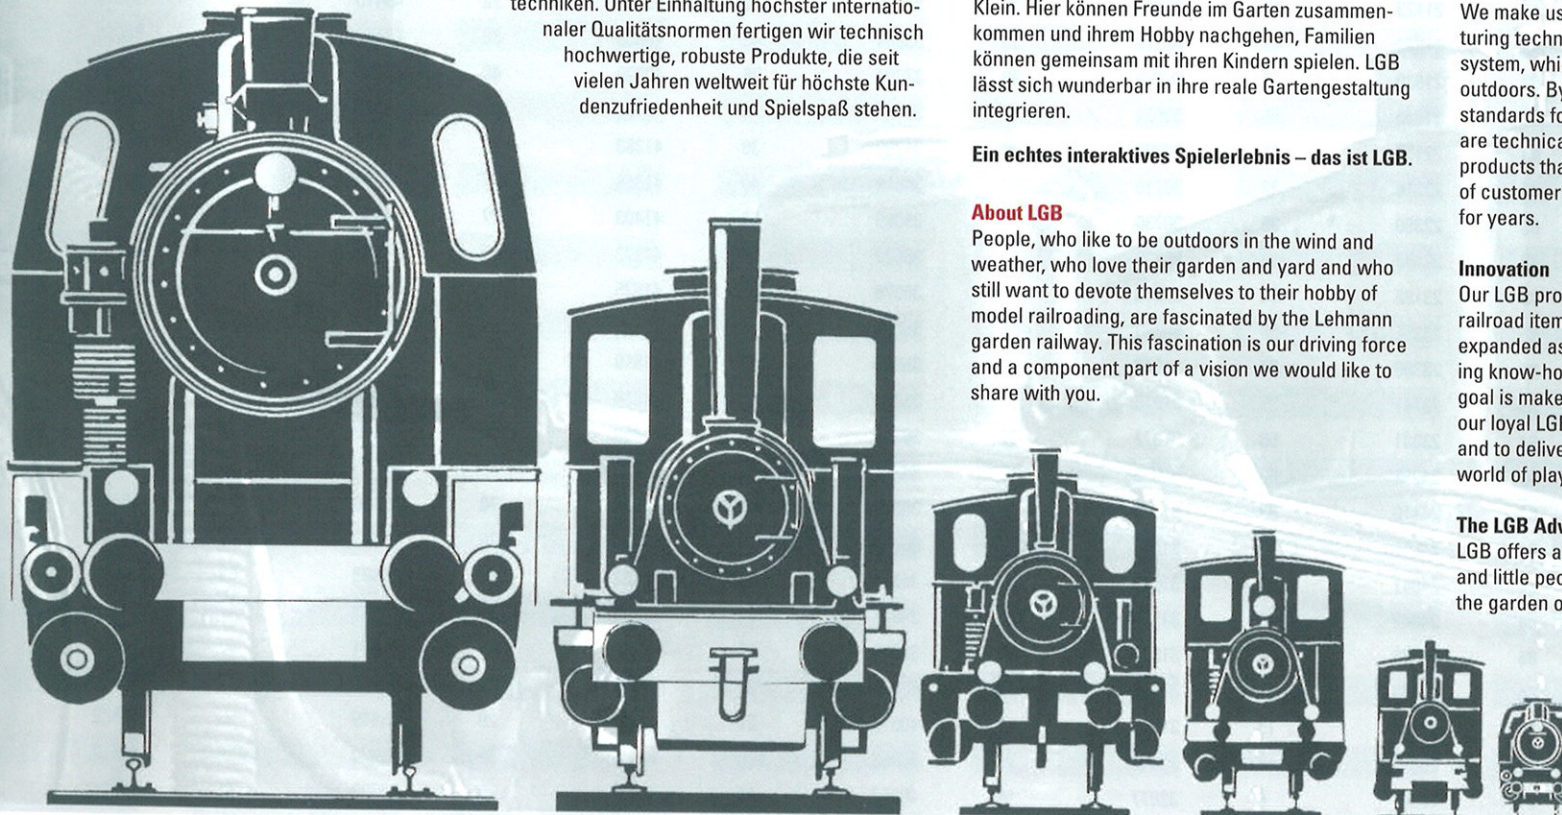 techniken. Unter Einhaltung höchster internatio-
naler Qualitätsnormen fertigen wir technisch
hochwertige, robuste Produkte, die seit
vielen Jahren weltweit für höchste Kun-
denzufriedenheit und Spielspaß stehen.
Klein. Hier können Freunde im Garten zusammen-
kommen und ihrem Hobby nachgehen, Familien
können gemeinsam mit ihren Kindern spielen. LGB
lässt sich wunderbar in ihre reale Gartengestaltung
integrieren.
Ein echtes interaktives Spielerlebnis – das ist LGB.
About LGB
People, who like to be outdoors in the wind and
weather, who love their garden and yard and who
still want to devote themselves to their hobby of
model railroading, are fascinated by the Lehmann
garden railway. This fascination is our driving force
and a component part of a vision we would like to
share with you.
We make us
turing techn
system, whi
outdoors. By
standards fo
are technica
products tha
of customer
for years.
Innovation
Our LGB pro
railroad item
expanded as
ing know-ho
goal is make
our loyal LGB
and to delive
world of play
The LGB Adv
LGB offers a
and little peo
the garden o